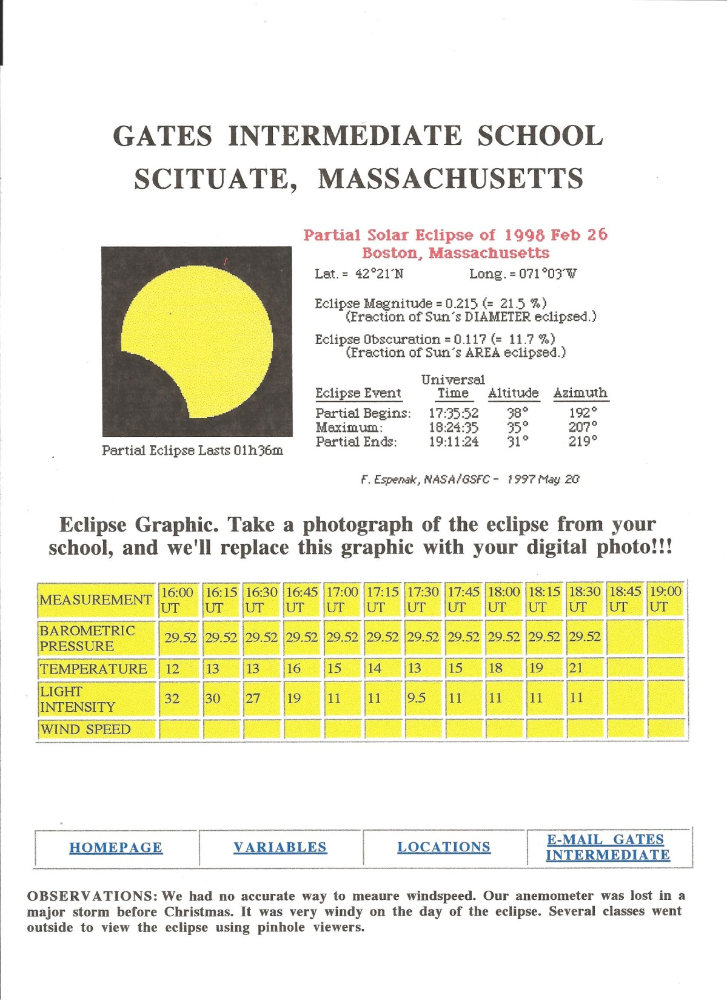 GATES INTERMEDIATE SCHOOL
SCITUATE, MASSACHUSETTS
Partial Solar Eclipse of 1998 Feb 26
Boston, Massachusetts
Lat. = 42°21´N Long. = 071°03´W
Eclipse Magnitude = 0.215 (= 21.5 %)
(Fraction of Sun´s DIAMETER eclipsed.)
Eclipse Obscuration = 0.117 (= 11.7 %)
(Fraction of Sun´s AREA eclipsed.)
Universal
Eclipse Event Time Altitude Azimuth
Partial Begins: 17:35:52 38° 192°
Maximum: 18:24:35 35° 207°
Partial Ends: 19:11:24 31° 219°
Partial Eclipse Lasts 01h36m
F. Espenak, NASA/GSFC - 1997 May 20
Eclipse Graphic. Take a photograph of the eclipse from your
school, and we'll replace this graphic with your digital photo!!!
MEASUREMENT 16:00 UT 16:15 UT 16:30 UT 16:45 UT 17:00 UT 17:15 UT 17:30 UT 17:45 UT 18:00 UT 18:15 UT 18:30 UT 18:45 UT 19:00 UT
BAROMETRIC PRESSURE 29.52 29.52 29.52 29.52 29.52 29.52 29.52 29.52 29.52 29.52 29.52
TEMPERATURE 12 13 13 16 15 14 13 15 18 19 21
LIGHT INTENSITY 32 30 27 19 11 11 9.5 11 11 11 11
WIND SPEED
HOMEPAGE VARIABLES LOCATIONS E-MAIL GATES INTERMEDIATE
OBSERVATIONS: We had no accurate way to meaure windspeed. Our anemometer was lost in a
major storm before Christmas. It was very windy on the day of the eclipse. Several classes went
outside to view the eclipse using pinhole viewers.